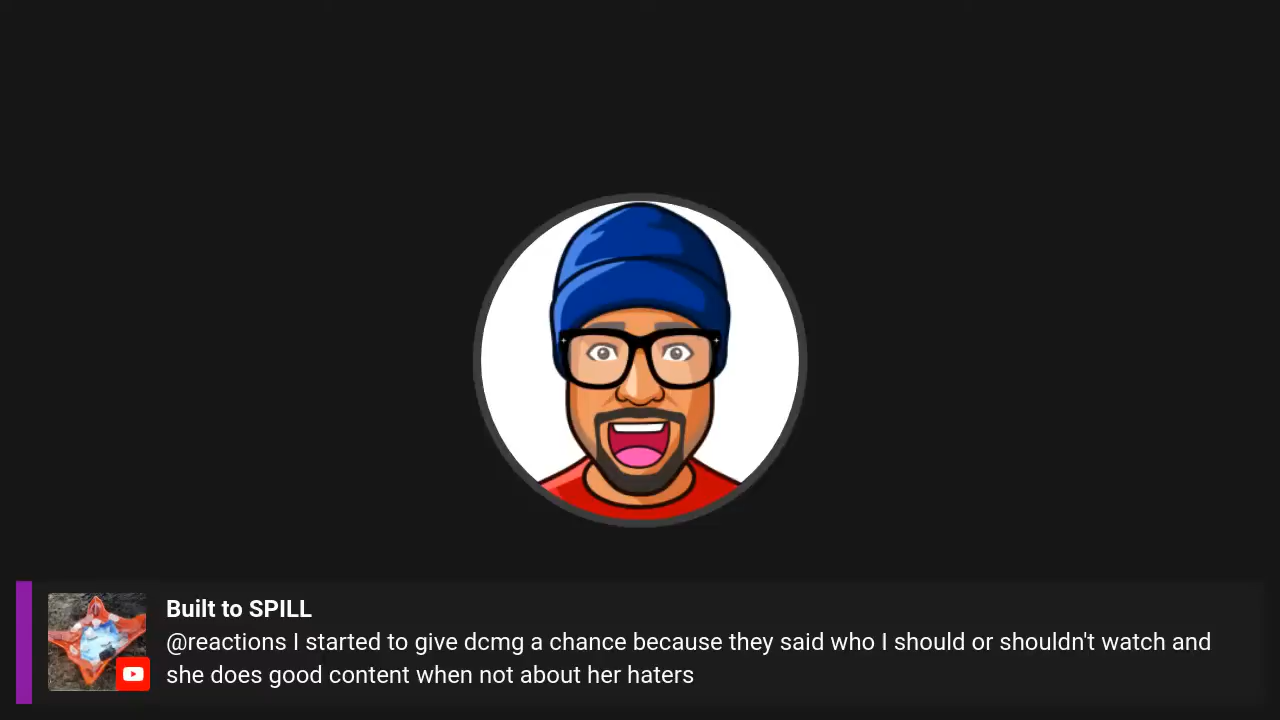 Built to SPILL
@reactions I started to give dcmg a chance because they said who I should or shouldn't watch and
she does good content when not about her haters